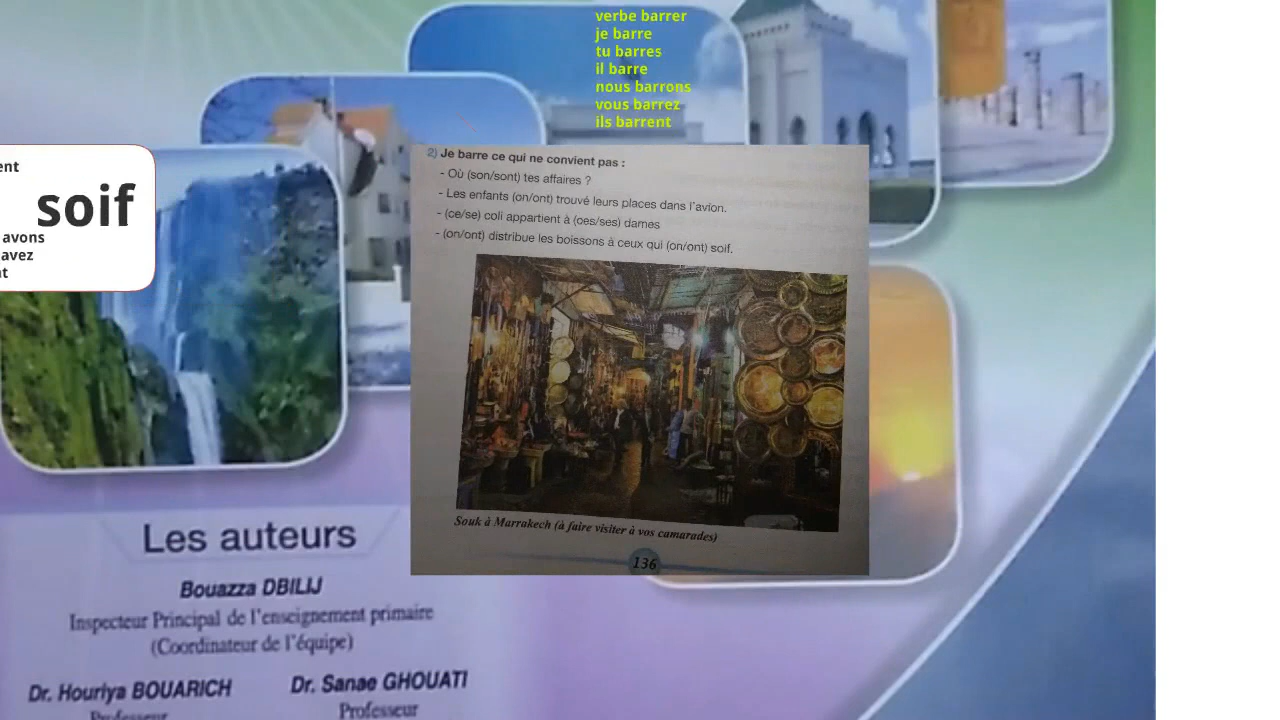 verbe barrer
je barre
tu barres
il barre
nous barrons
vous barrez
ils barrent
ent
soif
avons
avez
nt
2) Je barre ce qui ne convient pas :
- Où (son/sont) tes affaires ?
- Les enfants (on/ont) trouvé leurs places dans l'avion.
- (ce/se) coli appartient à (oes/ses) dames
- (on/ont) distribue les boissons à ceux qui (on/ont) soif.
Souk à Marrakech (à faire visiter à vos camarades)
136
Les auteurs
Bouazza DBILIJ
Inspecteur Principal de l'enseignement primaire
(Coordinateur de l'équipe)
Dr. Houriya BOUARICH
Dr. Sanae GHOUATI
Professeur
Professeur